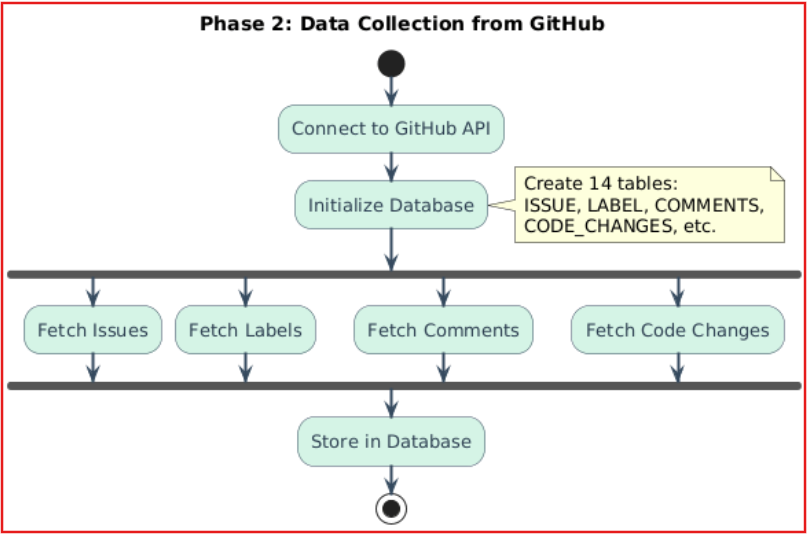 Phase 2: Data Collection from GitHub
Connect to GitHub API
Initialize Database
Create 14 tables:
ISSUE, LABEL, COMMENTS,
CODE_CHANGES, etc.
Fetch Issues
Fetch Labels
Fetch Comments
Fetch Code Changes
Store in Database